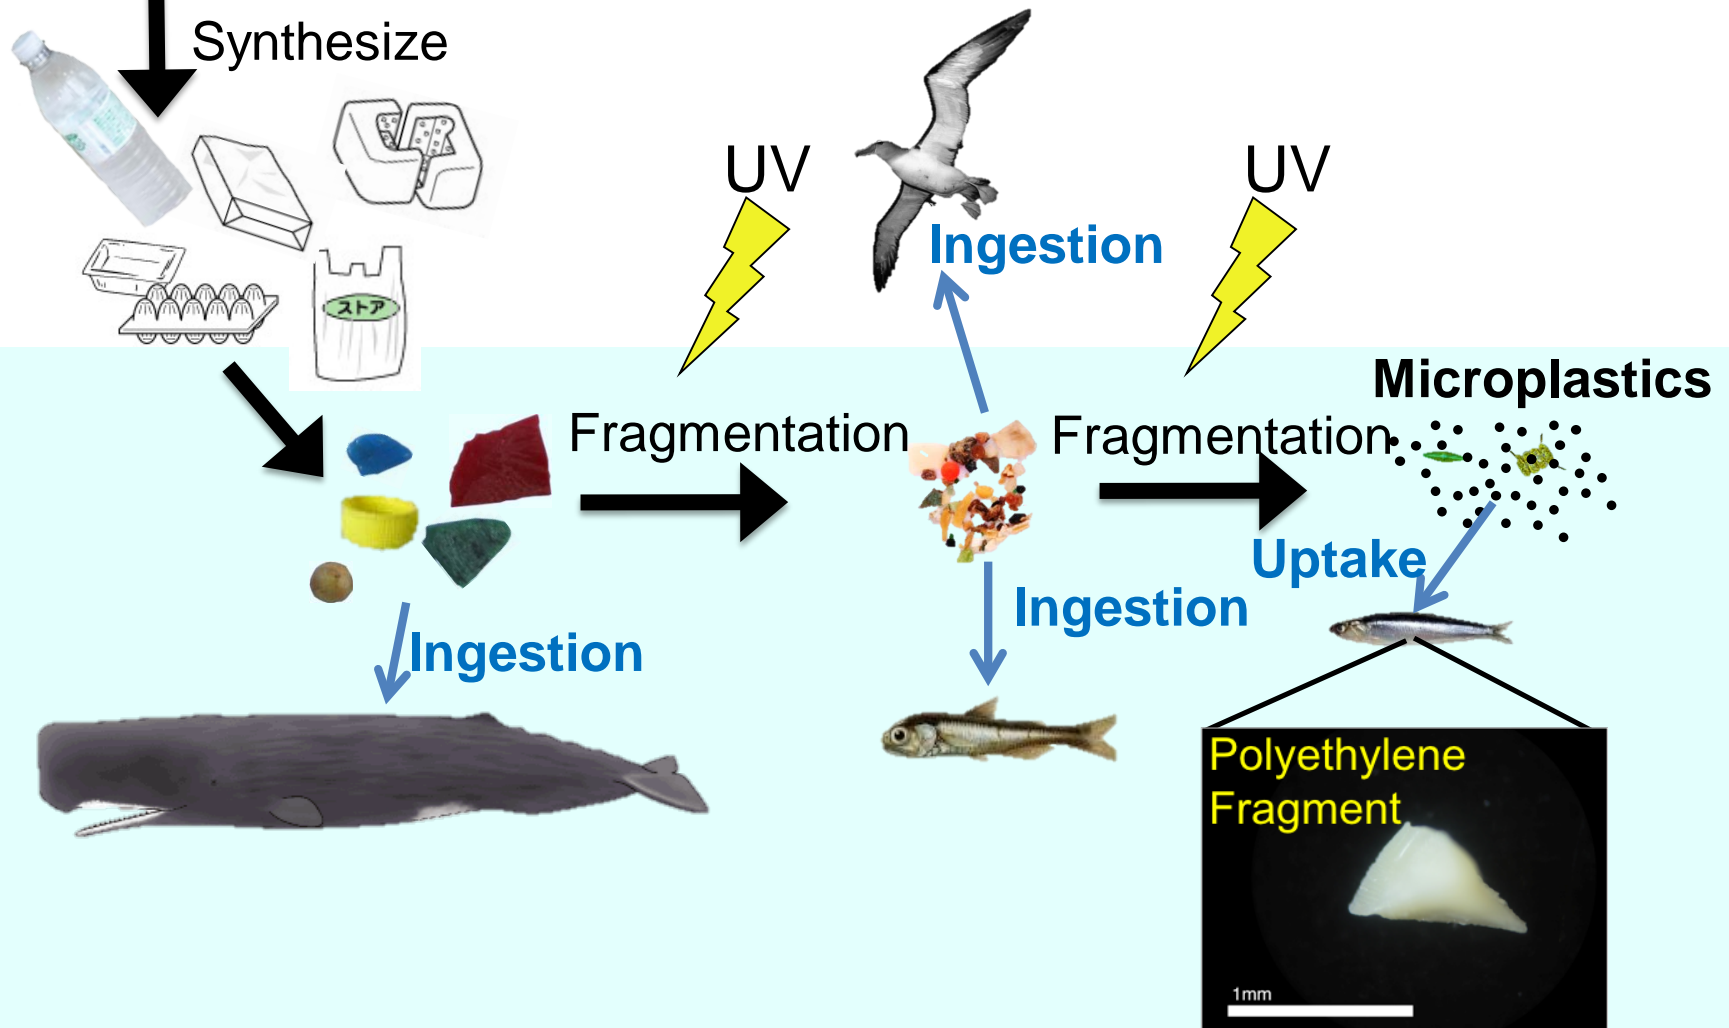 Synthesize
UV
UV
Ingestion
ストア
Microplastics
Fragmentation
Fragmentation
Uptake
Ingestion
Ingestion
Polyethylene
Fragment
1mm